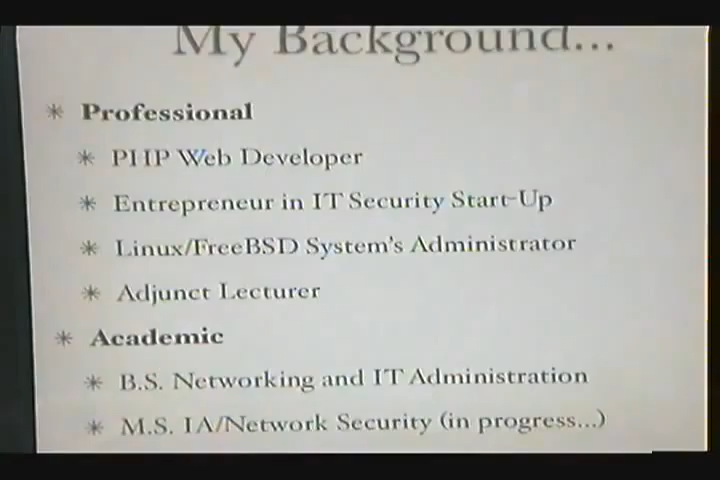 My Background...
Professional
PHP Web Developer
Entrepreneur in IT Security Start-Up
Linux/FreeBSD System's Administrator
Adjunct Lecturer
Academic
B.S. Networking and IT Administration
M.S. IA/Network Security (in progress...)